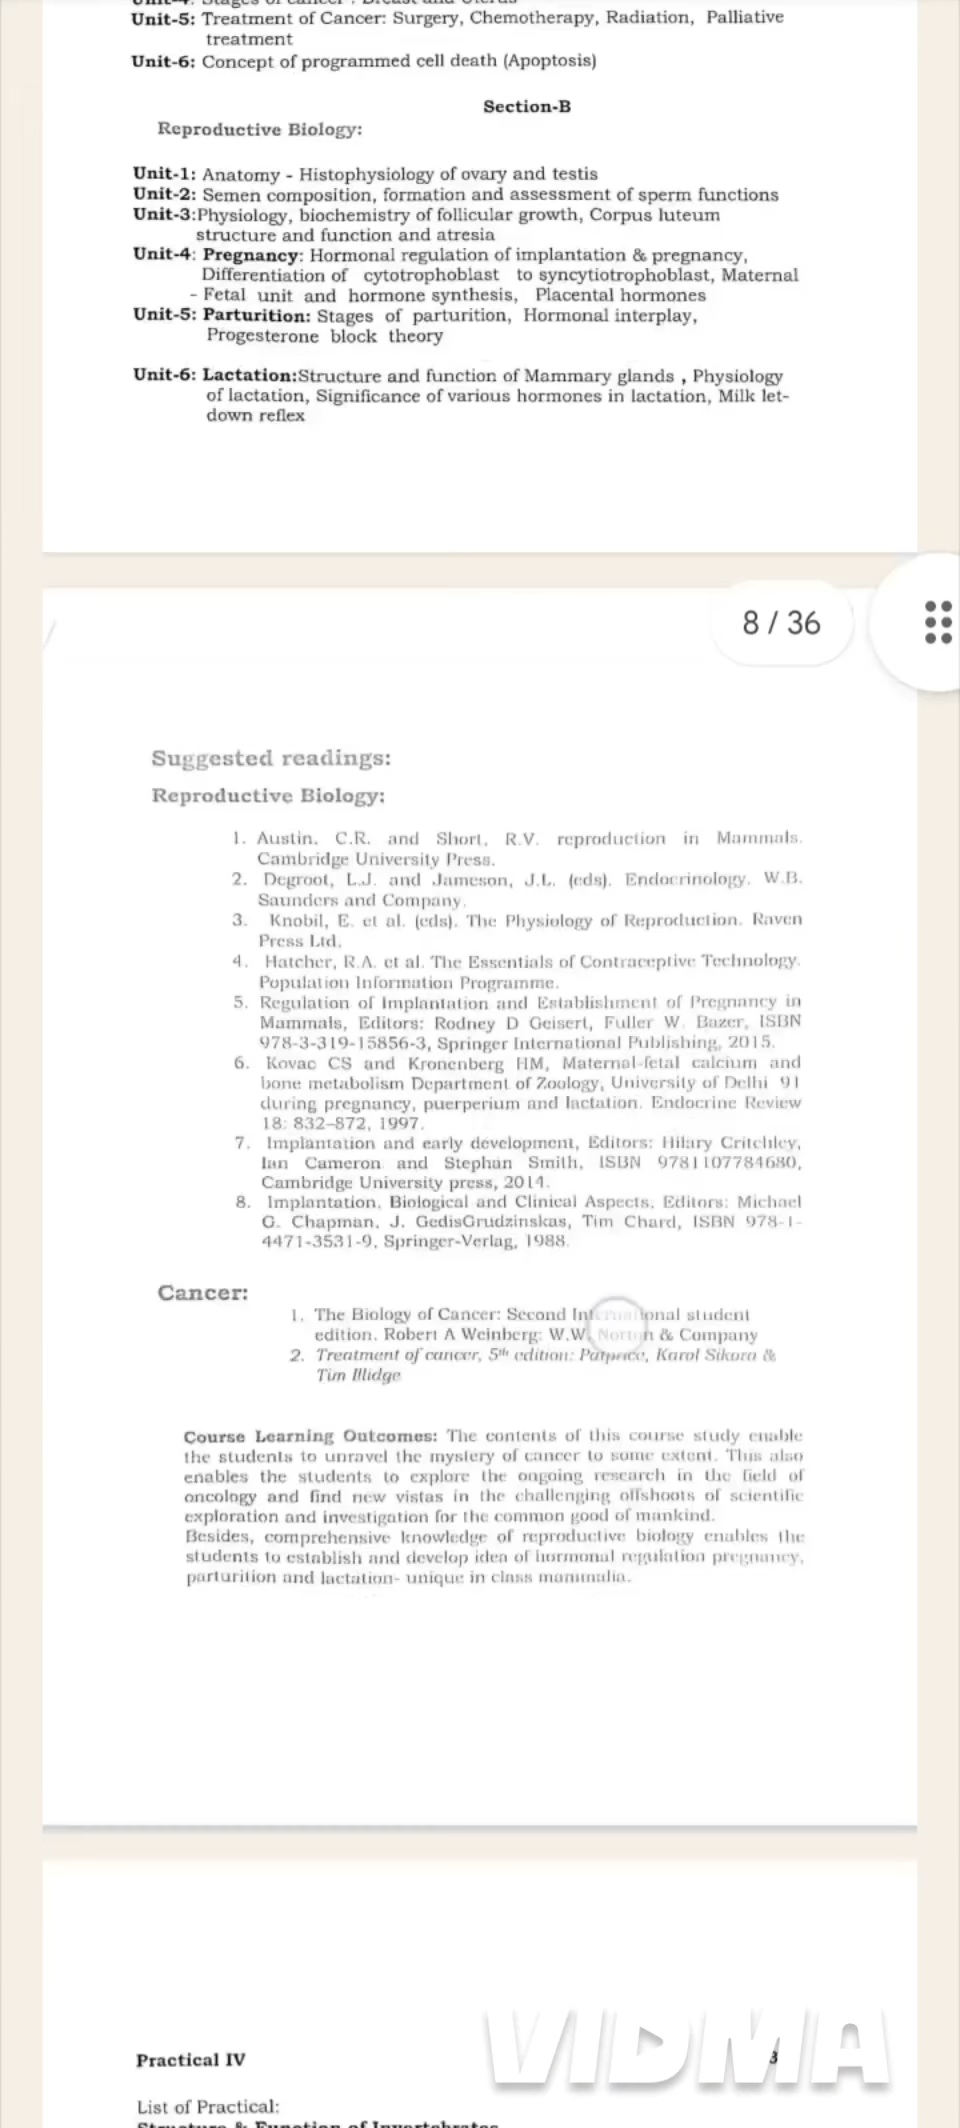 Unit-5: Treatment of Cancer: Surgery, Chemotherapy, Radiation, Palliative
treatment
Unit-6: Concept of programmed cell death (Apoptosis)
Section-B
Reproductive Biology:
Unit-1: Anatomy - Histophysiology of ovary and testis
Unit-2: Semen composition, formation and assessment of sperm functions
Unit-3:Physiology, biochemistry of follicular growth, Corpus luteum
structure and function and atresia
Unit-4: Pregnancy: Hormonal regulation of implantation & pregnancy,
Differentiation of cytotrophoblast to syncytiotrophoblast, Maternal
- Fetal unit and hormone synthesis, Placental hormones
Unit-5: Parturition: Stages of parturition, Hormonal interplay,
Progesterone block theory
Unit-6: Lactation:Structure and function of Mammary glands , Physiology
of lactation, Significance of various hormones in lactation, Milk let-
down reflex
8 / 36
Suggested readings:
Reproductive Biology:
1. Austin, C.R. and Short, R.V. reproduction in Mammals.
Cambridge University Press.
2. Degroot, L.J. and Jameson, J.L. (eds). Endocrinology. W.B.
Saunders and Company.
3. Knobil, E. et al. (eds). The Physiology of Reproduction. Raven
Press Ltd.
4. Hatcher, R.A. et al. The Essentials of Contraceptive Technology.
Population Information Programme.
5. Regulation of Implantation and Establishment of Pregnancy in
Mammals, Editors: Rodney D Geisert, Fuller W. Bazer, ISBN
978-3-319-15856-3, Springer International Publishing, 2015.
6. Kovac CS and Kronenberg HM, Maternal-fetal calcium and
bone metabolism Department of Zoology, University of Delhi 91
during pregnancy, puerperium and lactation. Endocrine Review
18: 832–872, 1997.
7. Implantation and early development, Editors: Hilary Critchley,
Ian Cameron and Stephan Smith, ISBN 9781107784680,
Cambridge University press, 2014.
8. Implantation, Biological and Clinical Aspects, Editors: Michael
G. Chapman, J. GedisGrudzinskas, Tim Chard, ISBN 978-1-
4471-3531-9, Springer-Verlag, 1988.
Cancer:
1. The Biology of Cancer: Second International student
edition. Robert A Weinberg: W.W. Norton & Company
2. Treatment of cancer, 5th edition: Patprice, Karol Sikora &
Tim Illidge
Course Learning Outcomes: The contents of this course study enable
the students to unravel the mystery of cancer to some extent. This also
enables the students to explore the ongoing research in the field of
oncology and find new vistas in the challenging offshoots of scientific
exploration and investigation for the common good of mankind.
Besides, comprehensive knowledge of reproductive biology enables the
students to establish and develop idea of hormonal regulation pregnancy,
parturition and lactation- unique in class mammalia.
VIDMA
Practical IV 3
List of Practical:
Structure & Function of Invertebrates